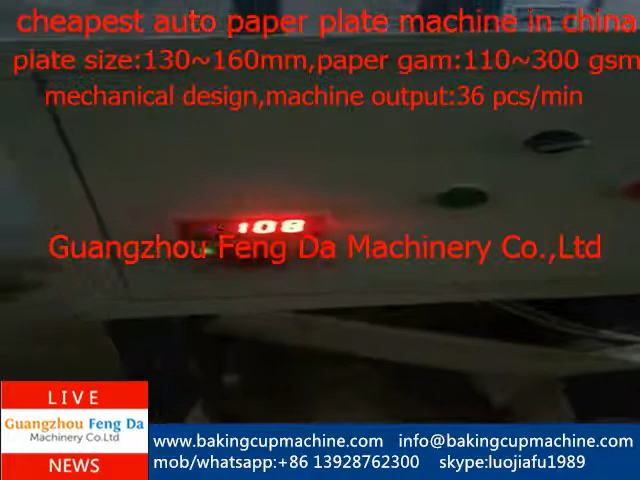 cheapest auto paper plate machine in china
plate size:130~160mm,paper gam:110~300 gsm
mechanical design,machine output:36 pcs/min
108
Guangzhou Feng Da Machinery Co.,Ltd
LIVE
Guangzhou Feng Da
Machinery Co.Ltd
NEWS
www.bakingcupmachine.com info@bakingcupmachine.com
mob/whatsapp:+86 13928762300 skype:luojiafu1989